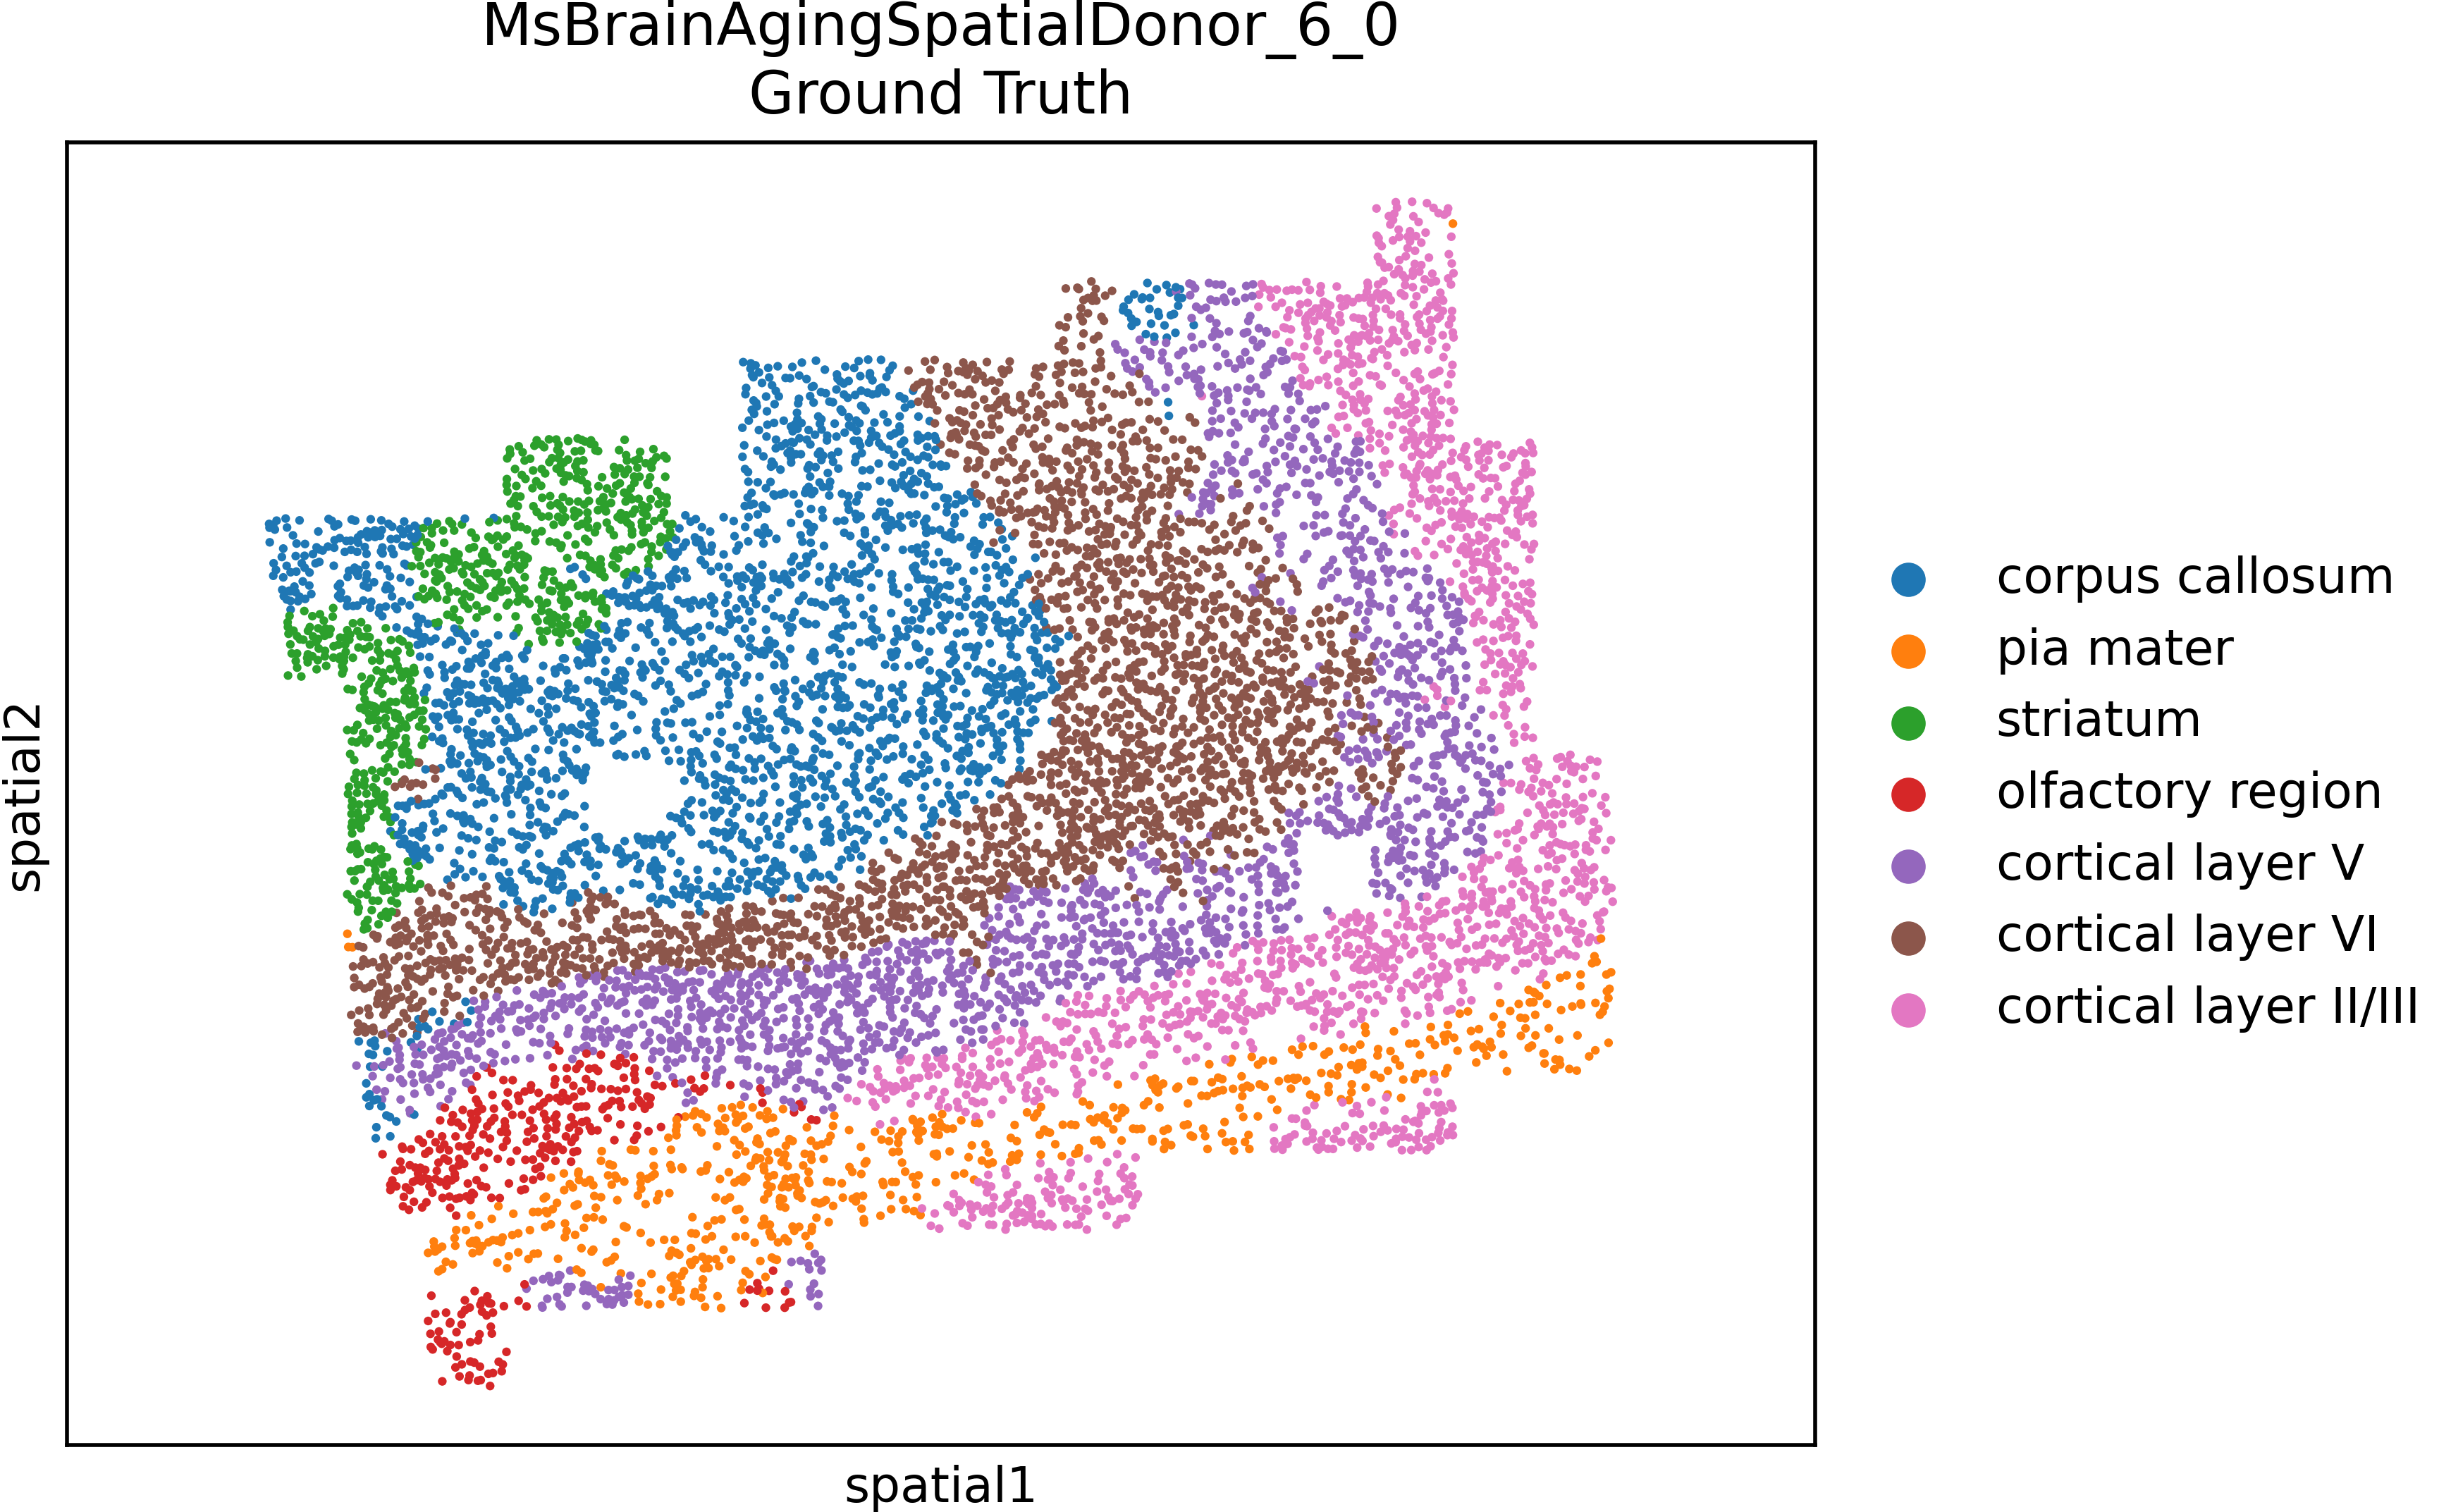 MsBrainAgingSpatialDonor_6_0
Ground Truth
spatial2
spatial1
corpus callosum
pia mater
striatum
olfactory region
cortical layer V
cortical layer VI
cortical layer II/III